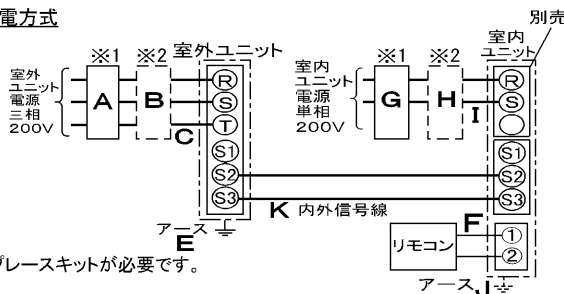 電方式
別売
※1
※2
室外ユニット
※1
※2
室内
ユニット
室外
ユニット
電源
三相
200V
A
B
C
R
S
T
S1
S2
S3
室内
ユニット
電源
単相
200V
G
H
I
R
S
S1
S2
S3
K 内外信号線
アース
E
F
リモコン
1
2
アース
J
プレースキットが必要です。